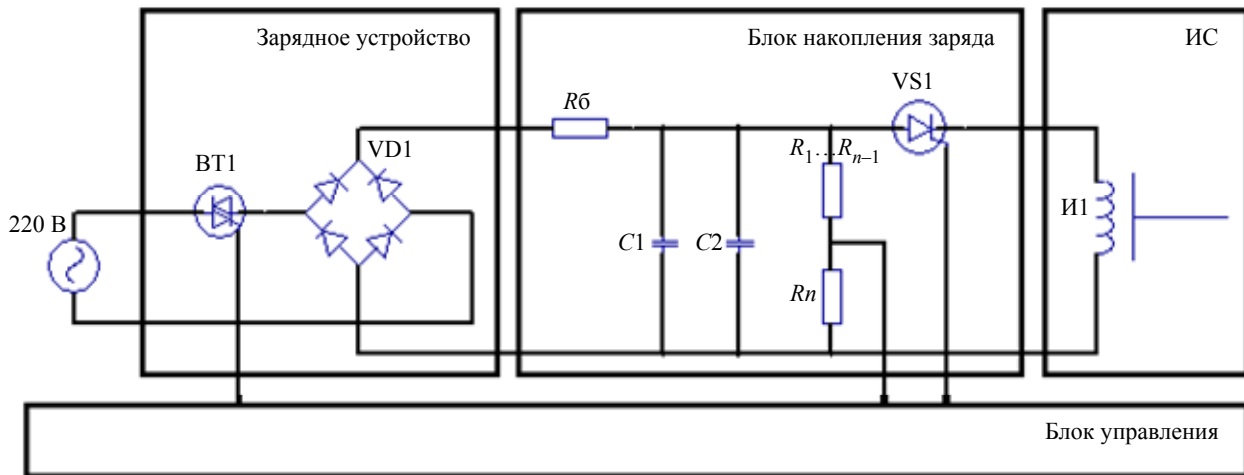 Зарядное устройство
Блок накопления заряда
ИС
VS1
Rб
R1…Rn–1
VD1
BT1
И1
220 В
C1
C2
Rn
Блок управления